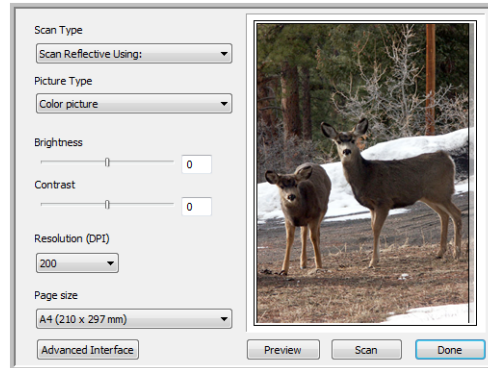 Scan Type
Scan Reflective Using:
Picture Type
Color picture
Brightness
0
Contrast
0
Resolution (DPI)
200
Page size
A4 (210 x 297 mm)
Advanced Interface
Preview
Scan
Done